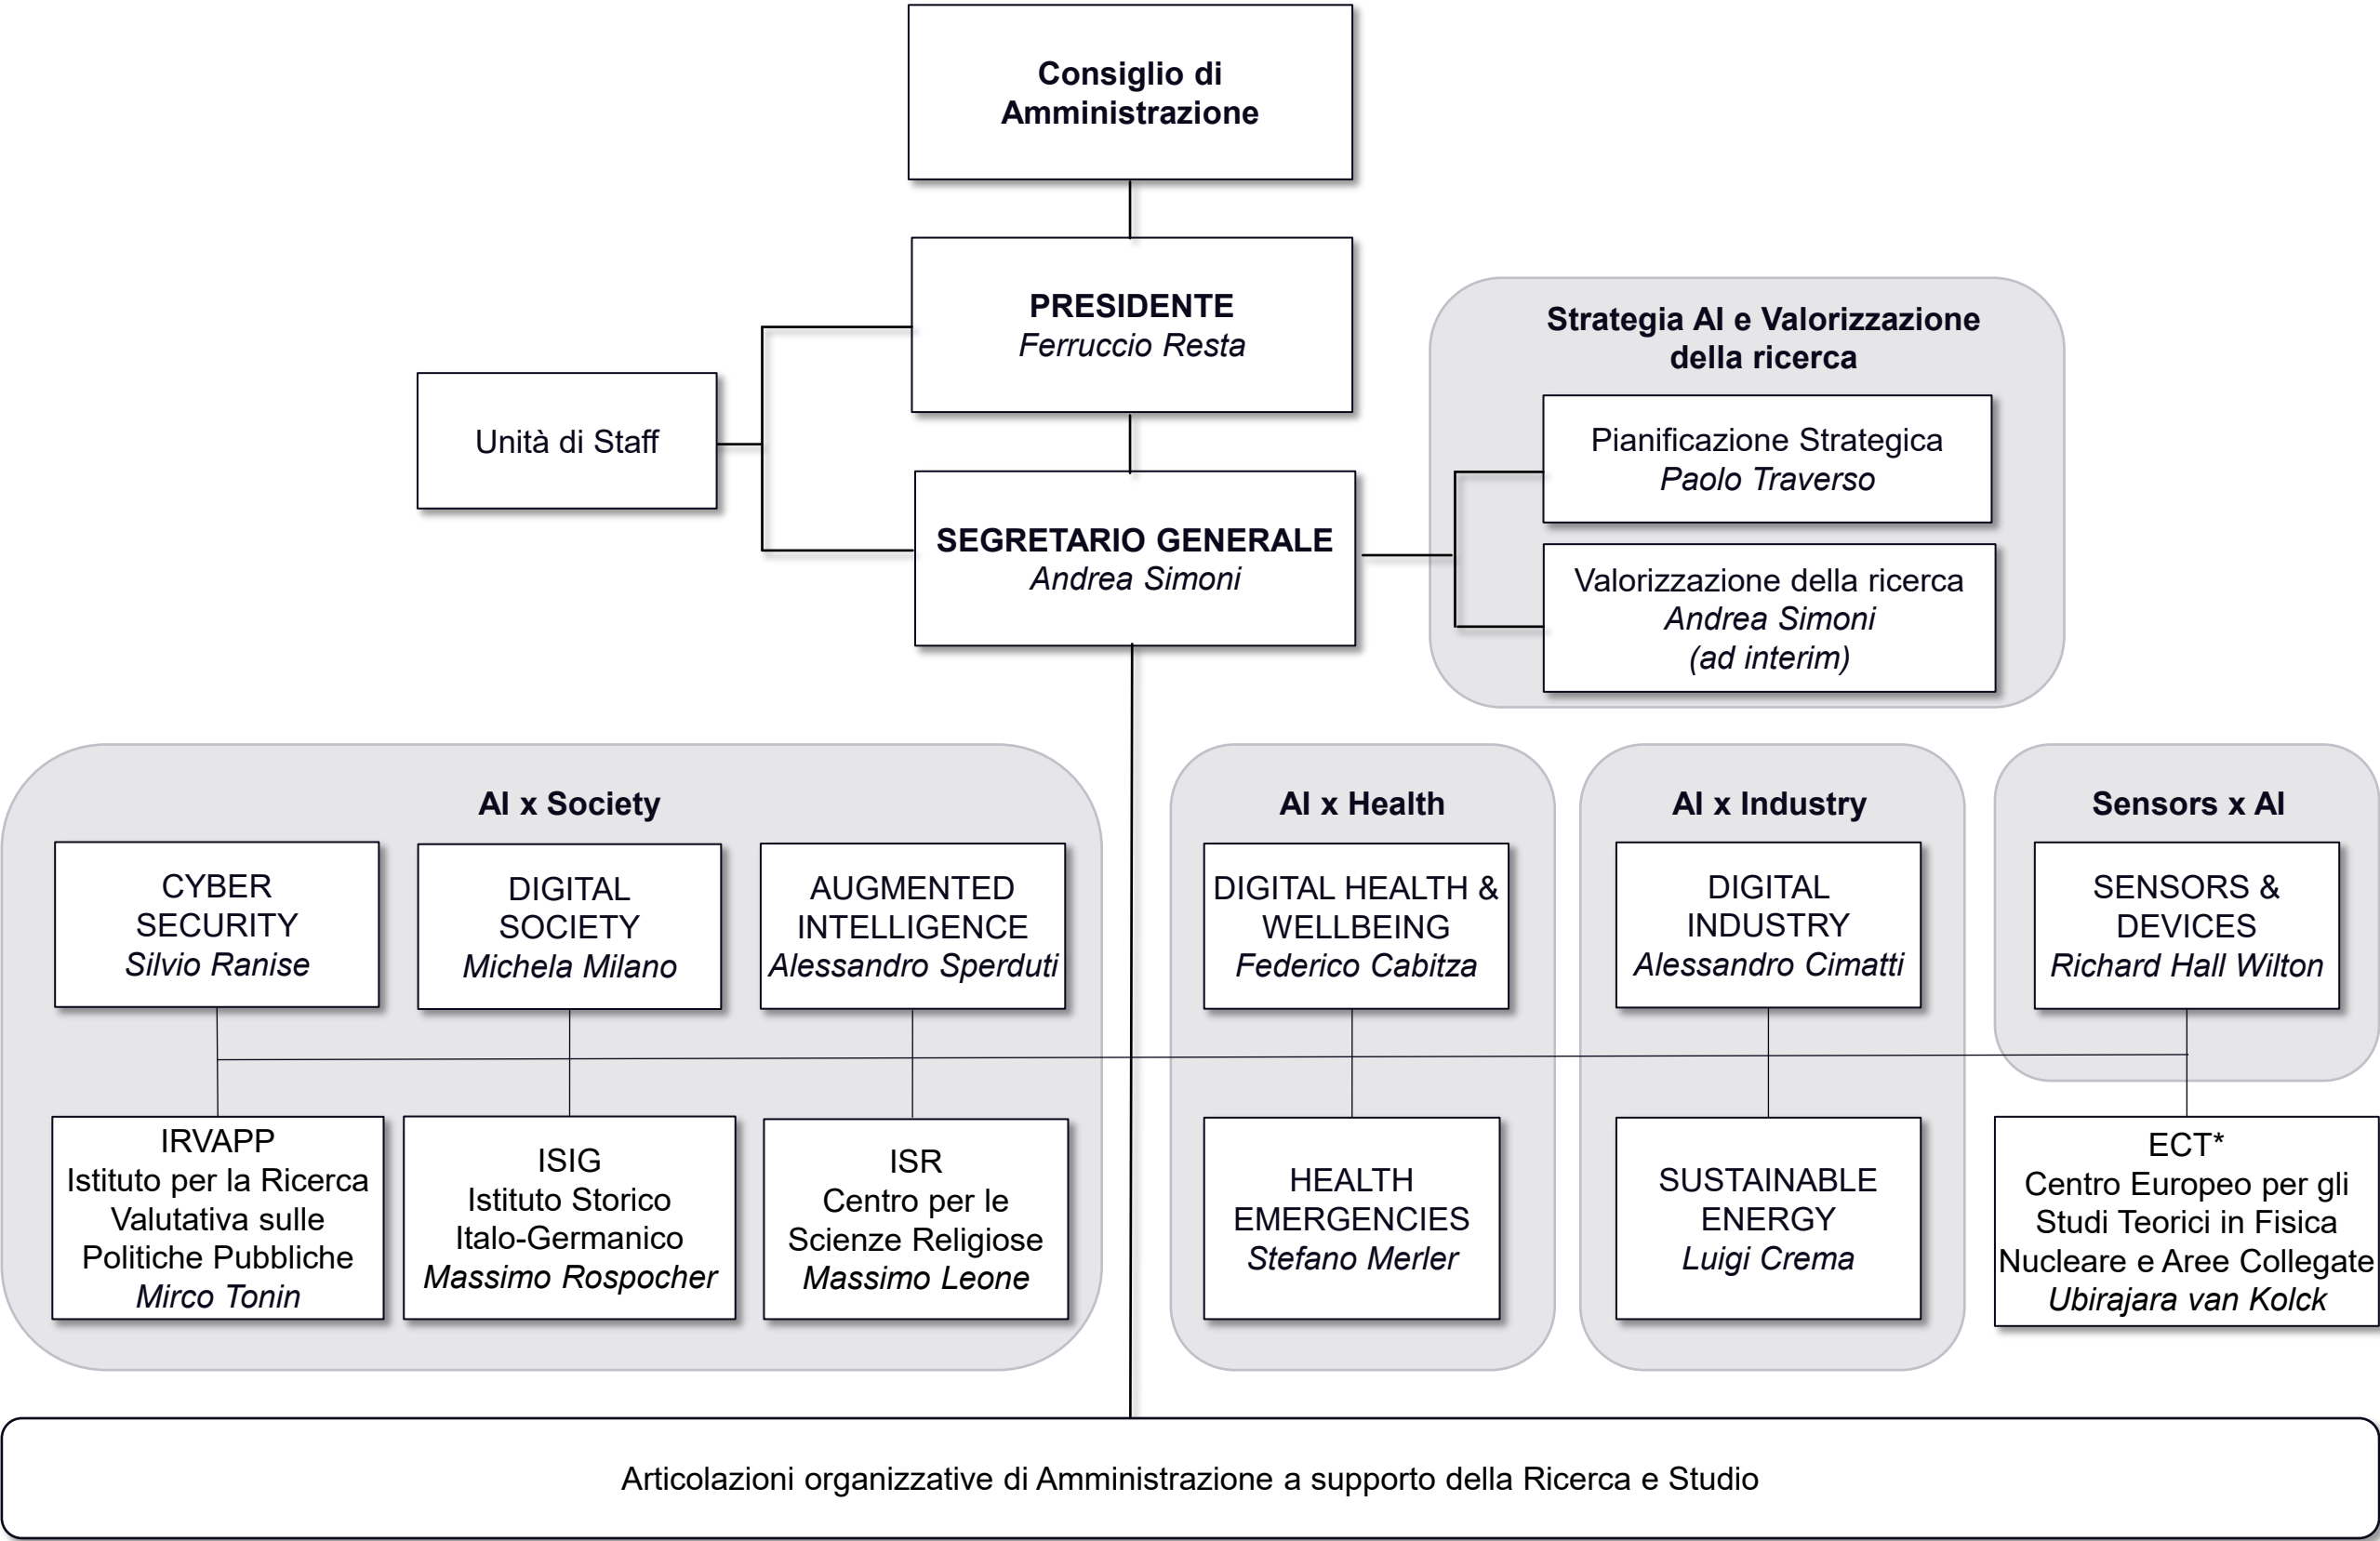 Consiglio di
Amministrazione
PRESIDENTE
Ferruccio Resta
Strategia AI e Valorizzazione
della ricerca
Unità di Staff
Pianificazione Strategica
Paolo Traverso
SEGRETARIO GENERALE
Andrea Simoni
Valorizzazione della ricerca
Andrea Simoni
(ad interim)
AI x Society
CYBER
SECURITY
Silvio Ranise
DIGITAL
SOCIETY
Michela Milano
AUGMENTED
INTELLIGENCE
Alessandro Sperduti
IRVAPP
Istituto per la Ricerca
Valutativa sulle
Politiche Pubbliche
Mirco Tonin
ISIG
Istituto Storico
Italo-Germanico
Massimo Rospocher
ISR
Centro per le
Scienze Religiose
Massimo Leone
AI x Health
DIGITAL HEALTH &
WELLBEING
Federico Cabitza
HEALTH
EMERGENCIES
Stefano Merler
AI x Industry
DIGITAL
INDUSTRY
Alessandro Cimatti
SUSTAINABLE
ENERGY
Luigi Crema
Sensors x AI
SENSORS &
DEVICES
Richard Hall Wilton
ECT*
Centro Europeo per gli
Studi Teorici in Fisica
Nucleare e Aree Collegate
Ubirajara van Kolck
Articolazioni organizzative di Amministrazione a supporto della Ricerca e Studio